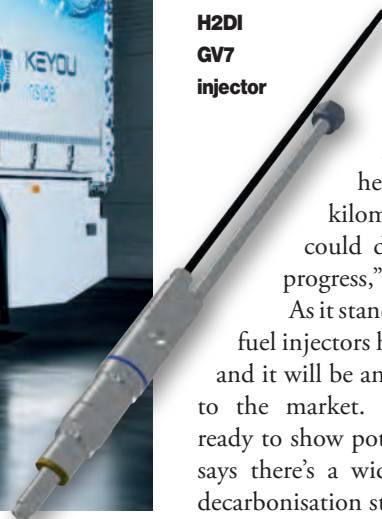 KEYOU
H2DI
GV7
injector
he
kilom
could d
progress,"
As it stand
fuel injectors h
and it will be an
to the market.
ready to show pot
says there's a wid
decarbonisation st